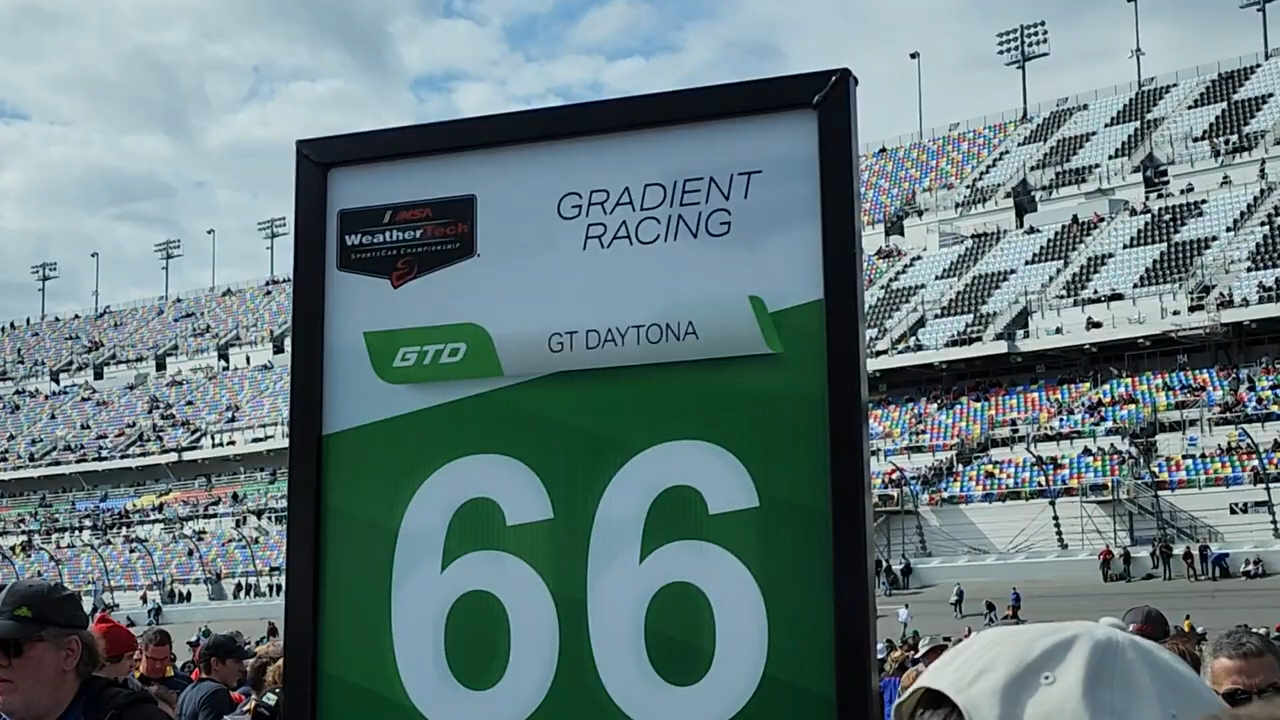 IMSA
WeatherTech
SPORTSCAR CHAMPIONSHIP
GRADIENT
RACING
GTD
GT DAYTONA
66